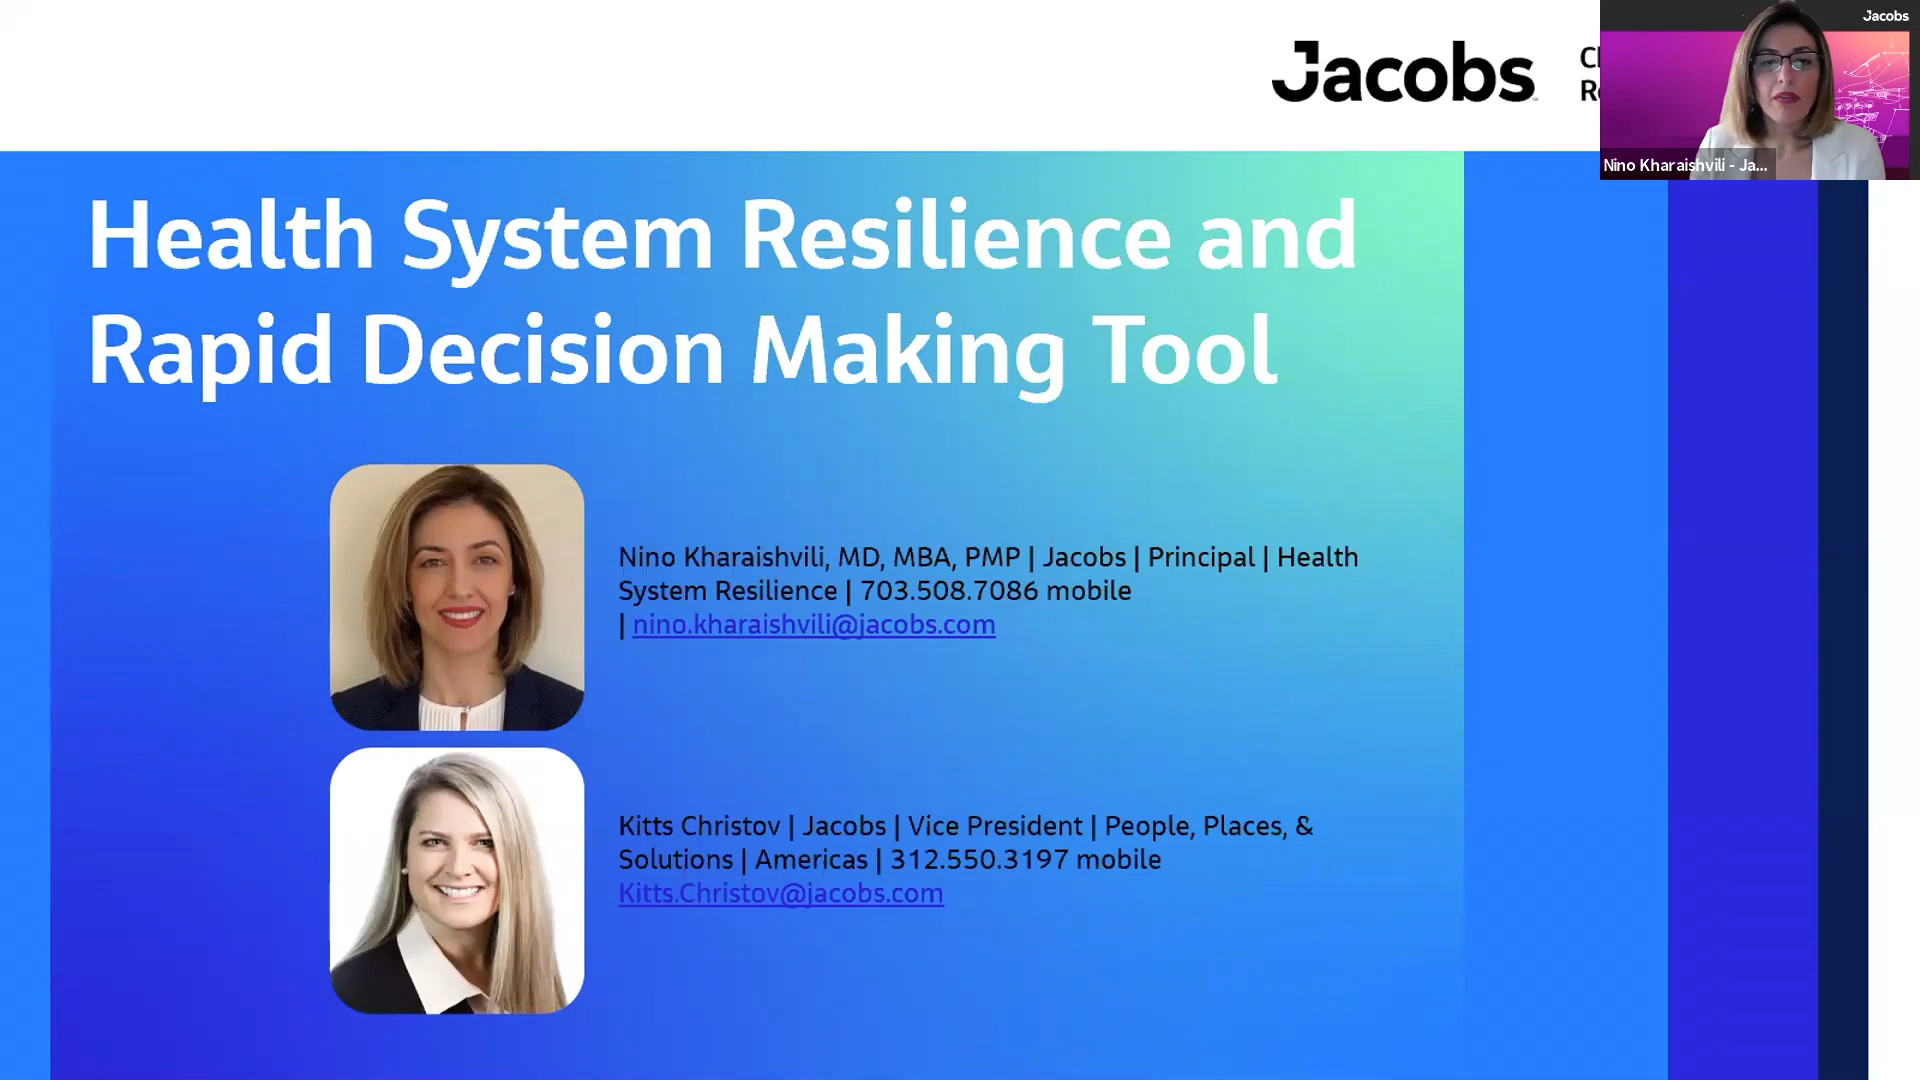 Jacobs
Jacobs
Nino Kharaishvili - Ja...
Health System Resilience and
Rapid Decision Making Tool
Nino Kharaishvili, MD, MBA, PMP | Jacobs | Principal | Health
System Resilience | 703.508.7086 mobile
| nino.kharaishvili@jacobs.com
Kitts Christov | Jacobs | Vice President | People, Places, &
Solutions | Americas | 312.550.3197 mobile
Kitts.Christov@jacobs.com